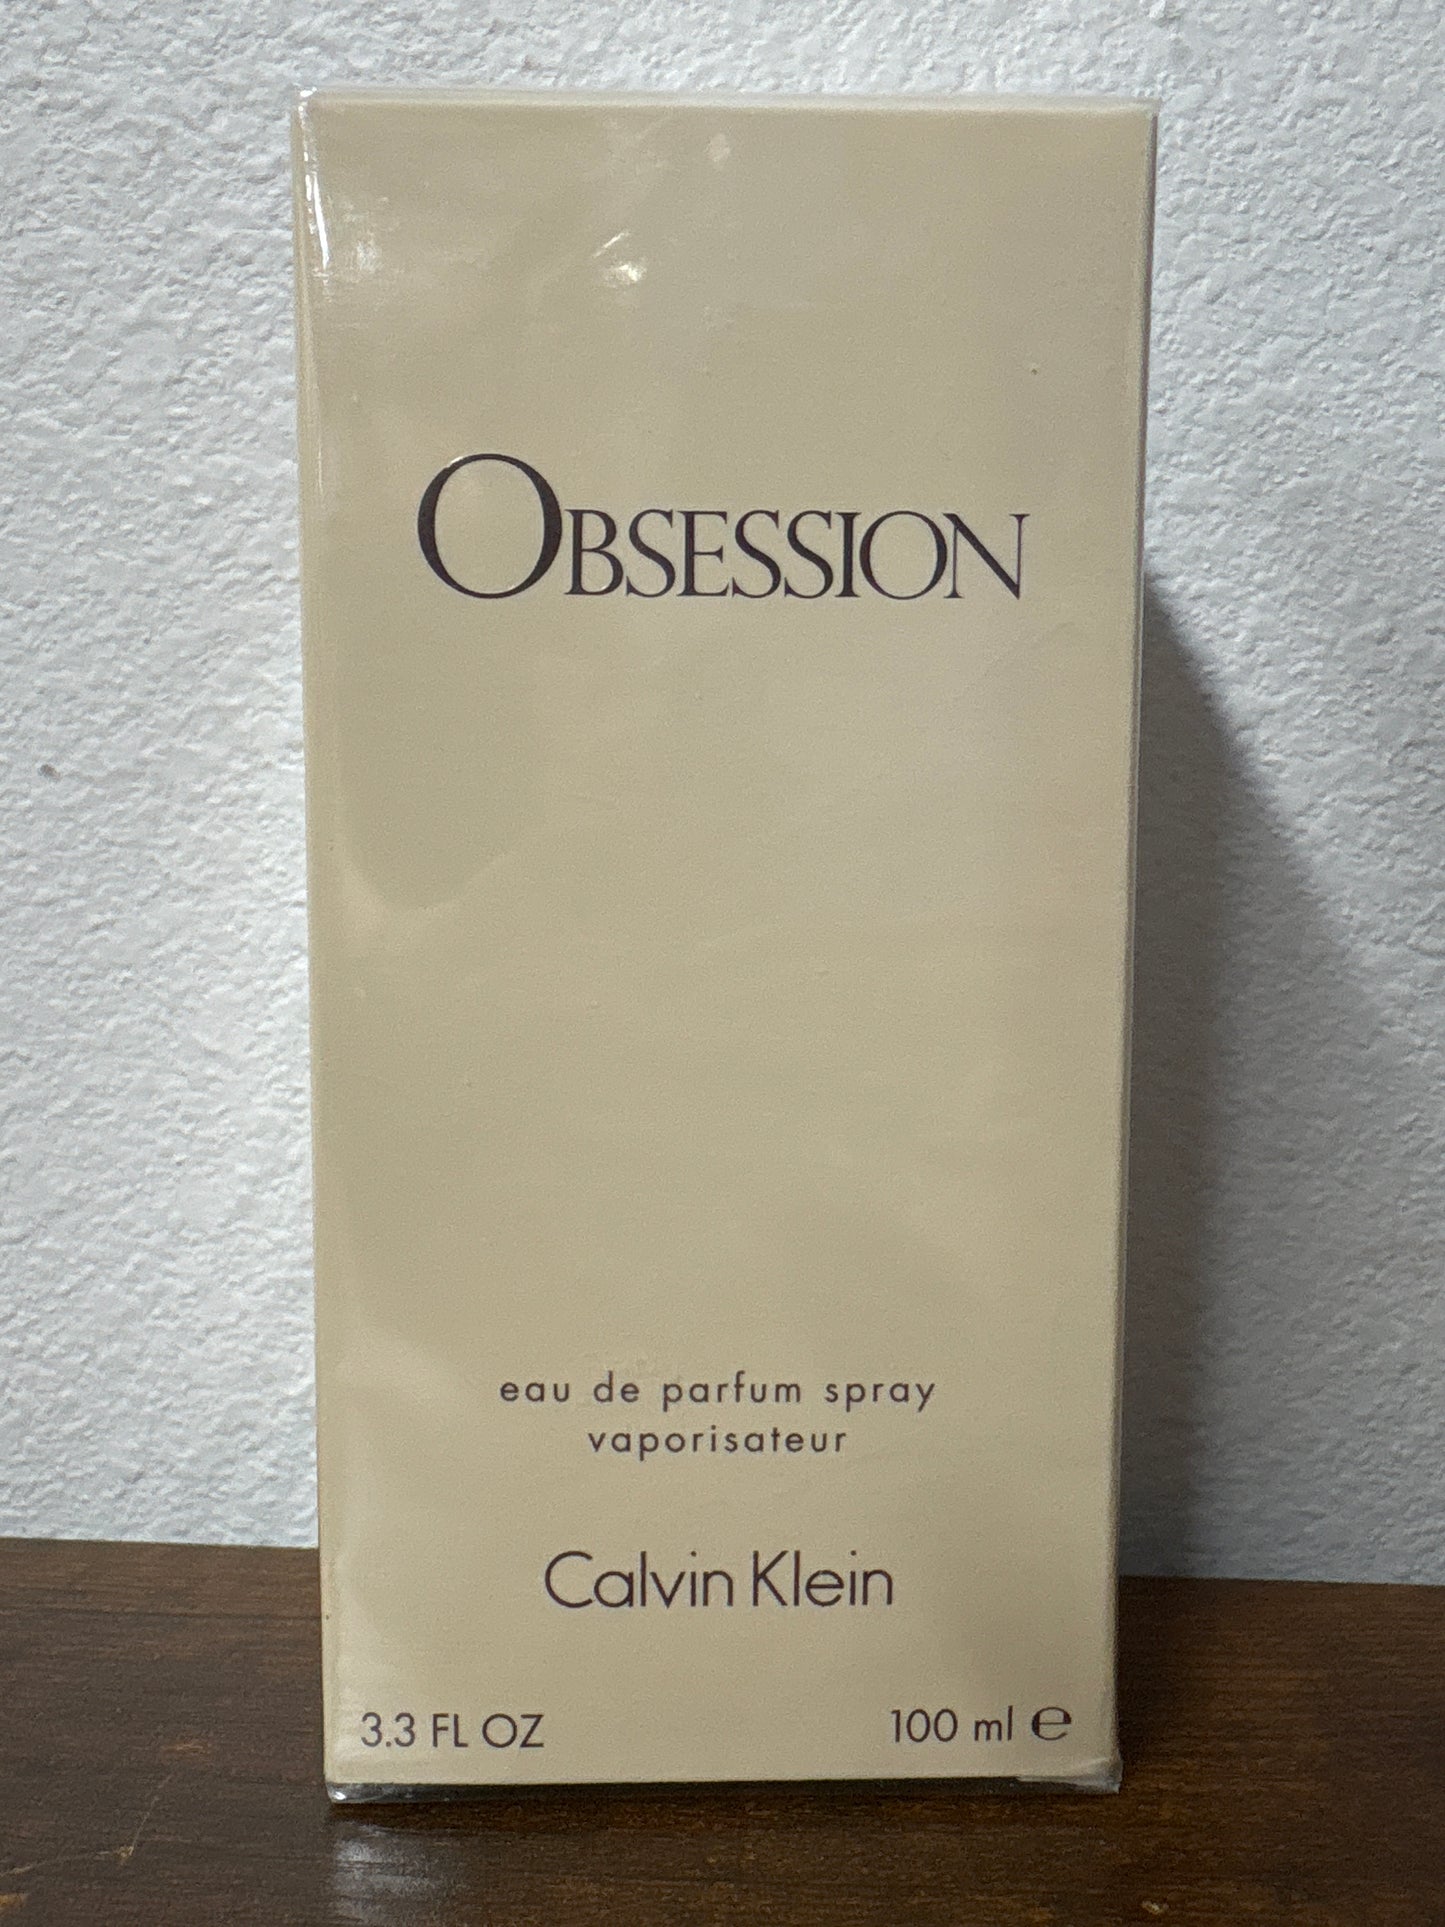 OBSESSION
eau de parfum spray
vaporisateur
Calvin Klein
3.3 FL OZ 100 ml ℮